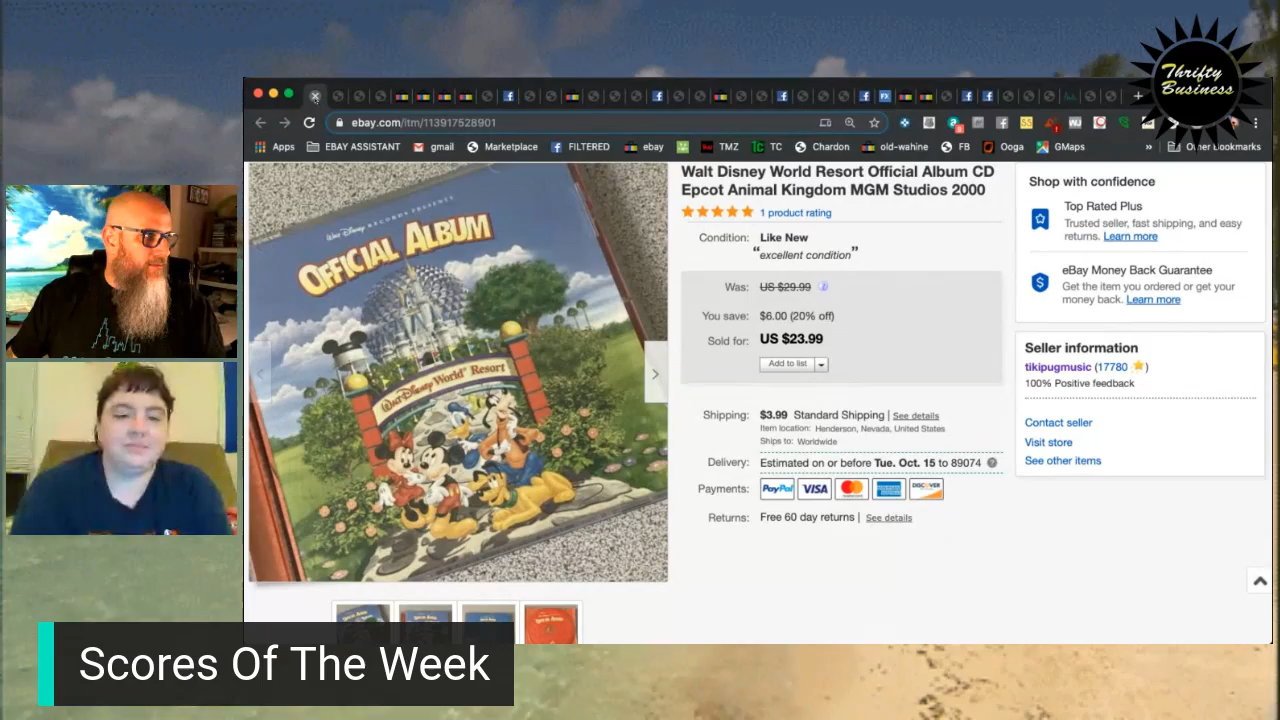 Thrifty
Business
ebay.com/itm/113917528901
Apps
EBAY ASSISTANT
gmail
Marketplace
FILTERED
ebay
TMZ
TC
Chardon
old-wahine
FB
Ooga
GMaps
»
Other Bookmarks
Walt Disney Records Presents
OFFICIAL ALBUM
Walt Disney World Resort
Walt Disney World Resort Official Album CD
Epcot Animal Kingdom MGM Studios 2000
1 product rating
Condition: Like New
“excellent condition”
Was: US $29.99
You save: $6.00 (20% off)
Sold for: US $23.99
Add to list
Shipping: $3.99 Standard Shipping | See details
Item location: Henderson, Nevada, United States
Ships to: Worldwide
Delivery: Estimated on or before Tue. Oct. 15 to 89074
Payments: PayPal VISA DISCOVER
Returns: Free 60 day returns | See details
Shop with confidence
Top Rated Plus
Trusted seller, fast shipping, and easy
returns. Learn more
eBay Money Back Guarantee
Get the item you ordered or get your
money back. Learn more
Seller information
tikipugmusic (17780 )
100% Positive feedback
Contact seller
Visit store
See other items
Scores Of The Week